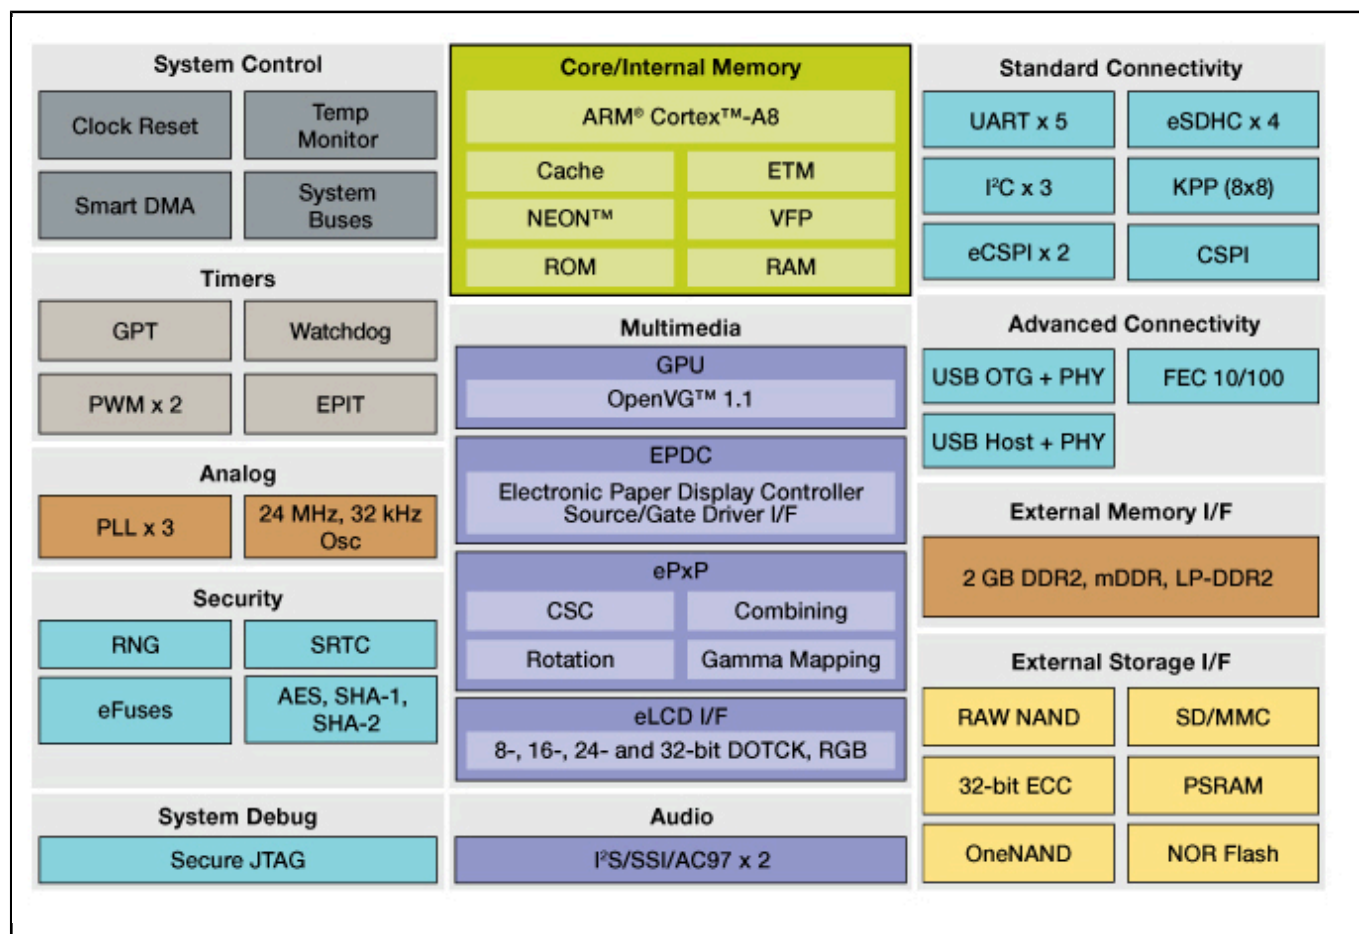 System Control
Clock Reset
Temp
Monitor
Smart DMA
System
Buses
Timers
GPT
Watchdog
PWM x 2
EPIT
Analog
PLL x 3
24 MHz, 32 kHz
Osc
Security
RNG
SRTC
eFuses
AES, SHA-1,
SHA-2
System Debug
Secure JTAG
Core/Internal Memory
ARM® Cortex™-A8
Cache
ETM
NEON™
VFP
ROM
RAM
Multimedia
GPU
OpenVG™ 1.1
EPDC
Electronic Paper Display Controller
Source/Gate Driver I/F
ePxP
CSC
Combining
Rotation
Gamma Mapping
eLCD I/F
8-, 16-, 24- and 32-bit DOTCK, RGB
Audio
I²S/SSI/AC97 x 2
Standard Connectivity
UART x 5
eSDHC x 4
I²C x 3
KPP (8x8)
eCSPI x 2
CSPI
Advanced Connectivity
USB OTG + PHY
FEC 10/100
USB Host + PHY
External Memory I/F
2 GB DDR2, mDDR, LP-DDR2
External Storage I/F
RAW NAND
SD/MMC
32-bit ECC
PSRAM
OneNAND
NOR Flash